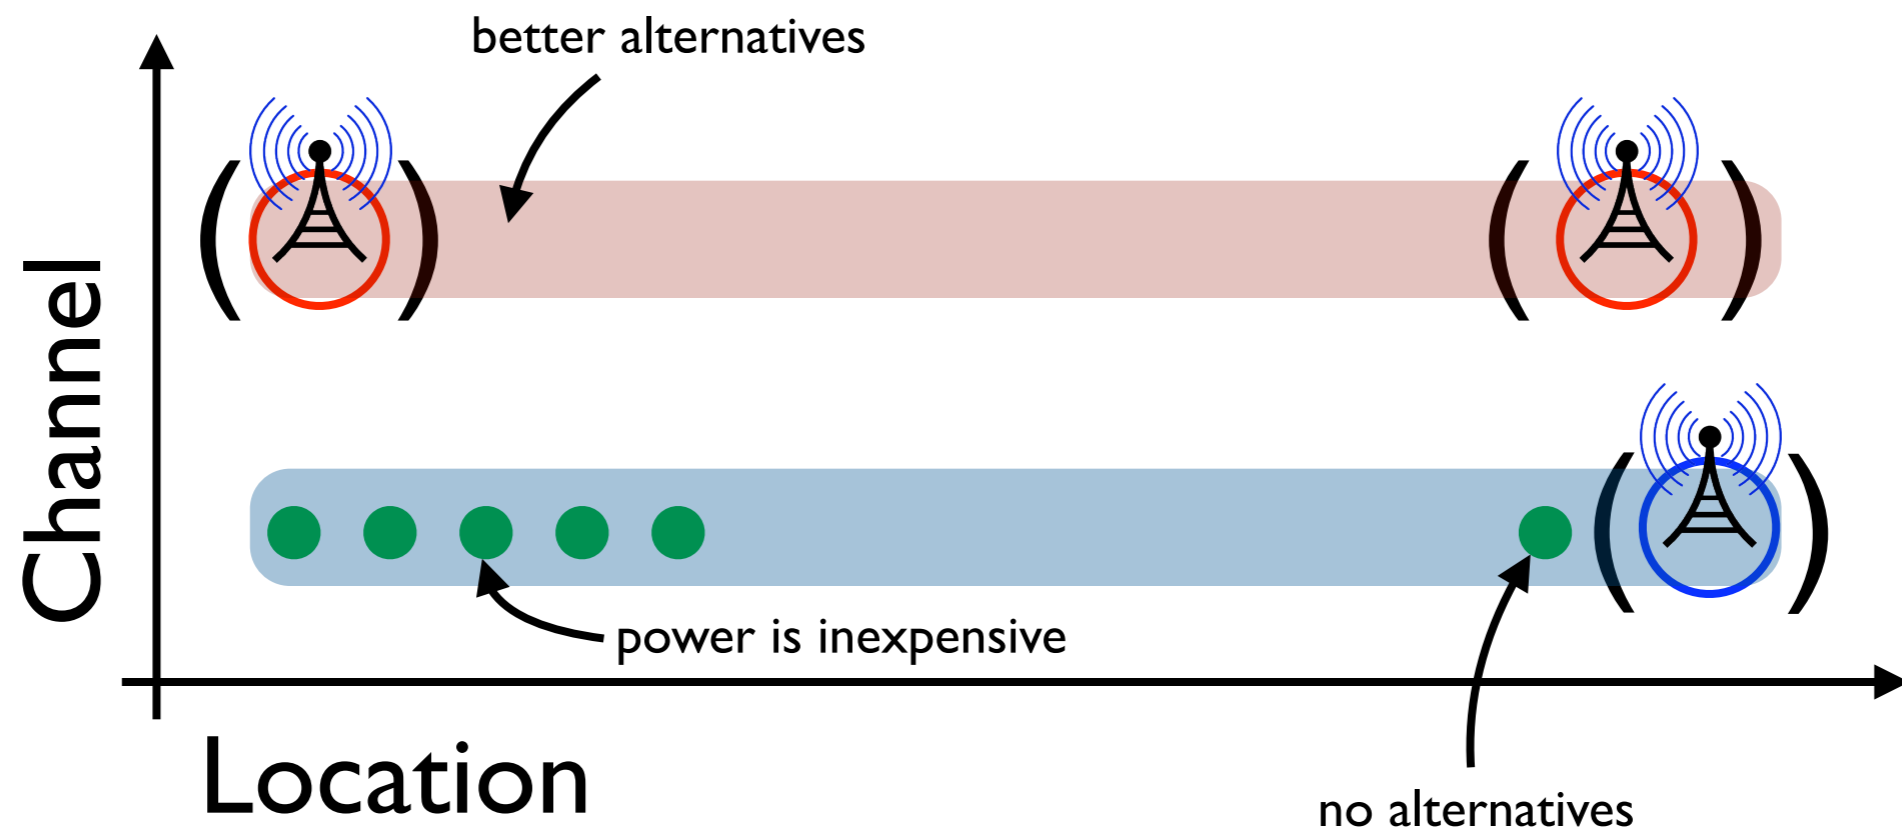 better alternatives
Channel
power is inexpensive
Location
no alternatives